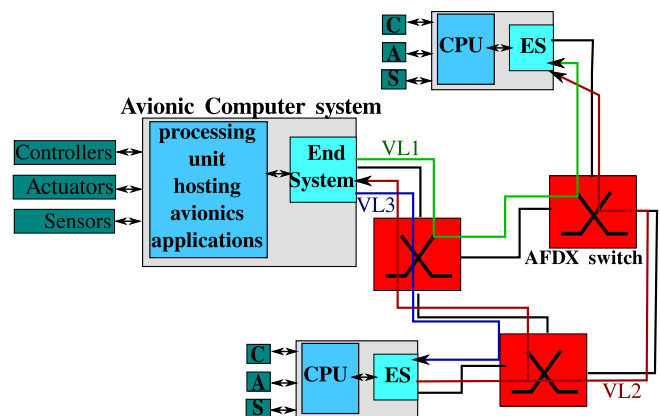 C
A
S
CPU
ES
Avionic Computer system
Controllers
Actuators
Sensors
processing
unit
hosting
avionics
applications
End
System
VL1
VL3
AFDX switch
C
A
S
CPU
ES
VL2